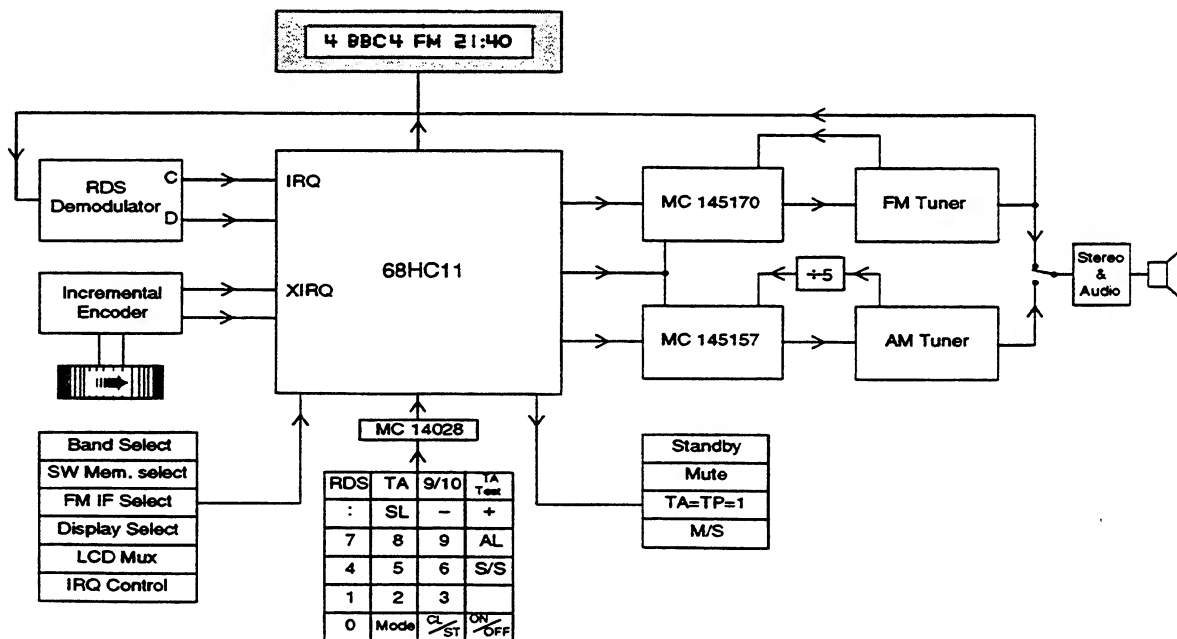 4 BBC4 FM 21:40
RDS
Demodulator
C
D
IRQ
XIRQ
68HC11
Incremental
Encoder
MC 145170
FM Tuner
÷5
MC 145157
AM Tuner
Stereo
&
Audio
Band Select
SW Mem. select
FM IF Select
Display Select
LCD Mux
IRQ Control
MC 14028
RDS TA 9/10 TA Test
: SL − +
7 8 9 AL
4 5 6 S/S
1 2 3
0 Mode CL/ST ON/OFF
Standby
Mute
TA=TP=1
M/S